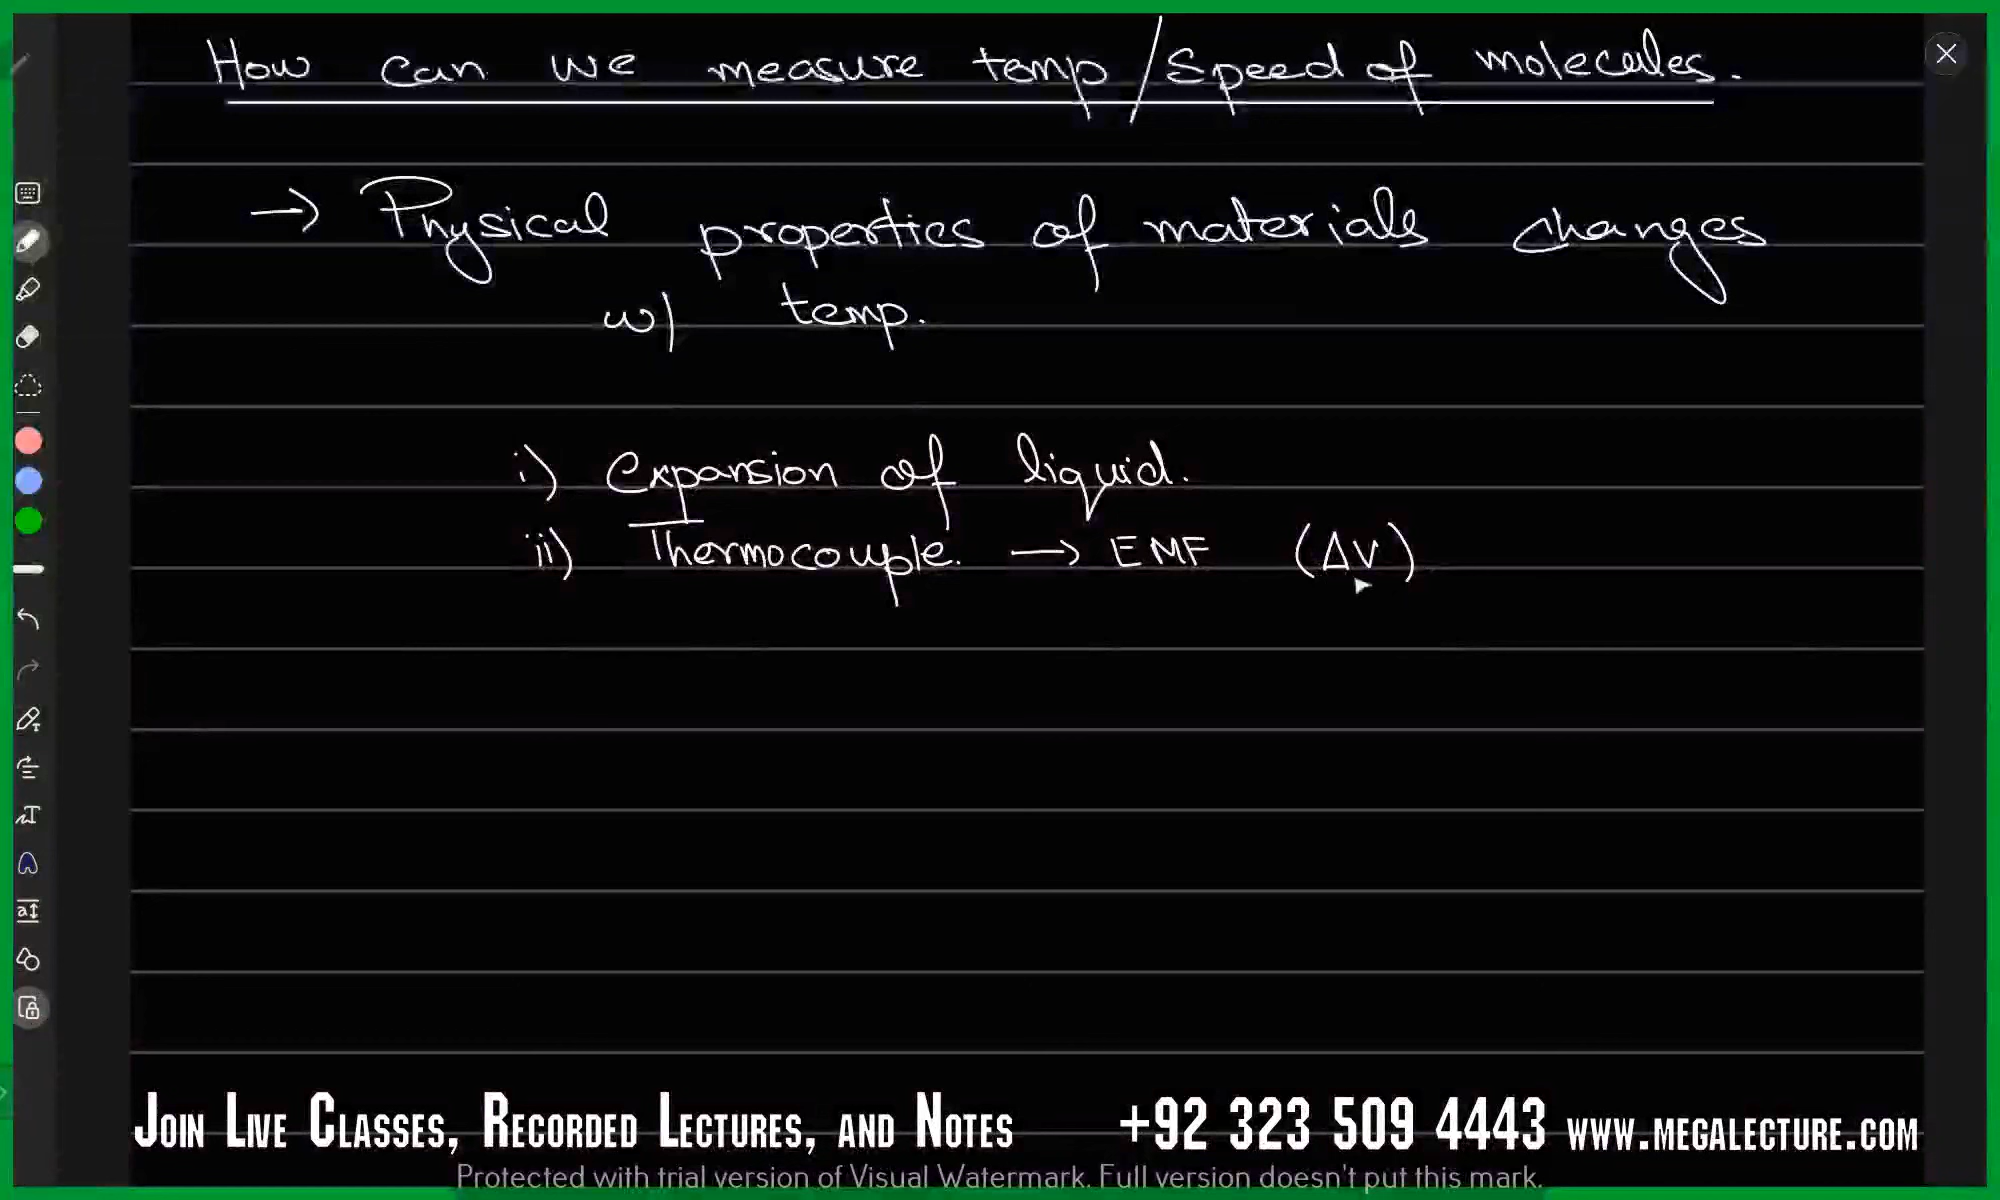 How can we measure temp/Speed of molecules.
→ Physical properties of materials changes
w/ temp.
i) Expansion of liquid.
ii) Thermocouple. → EMF (ΔV)
Join Live Classes, Recorded Lectures, and Notes +92 323 509 4443 www.megalecture.com
Protected with trial version of Visual Watermark. Full version doesn't put this mark.